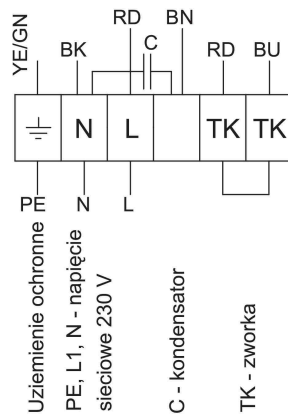 YE/GN
BK
RD
C
BN
RD
BU
N
L
TK
TK
PE
N
L
Uziemienie ochronne
PE, L1, N - napięcie
sieciowe 230 V
C - kondensator
TK - zworka